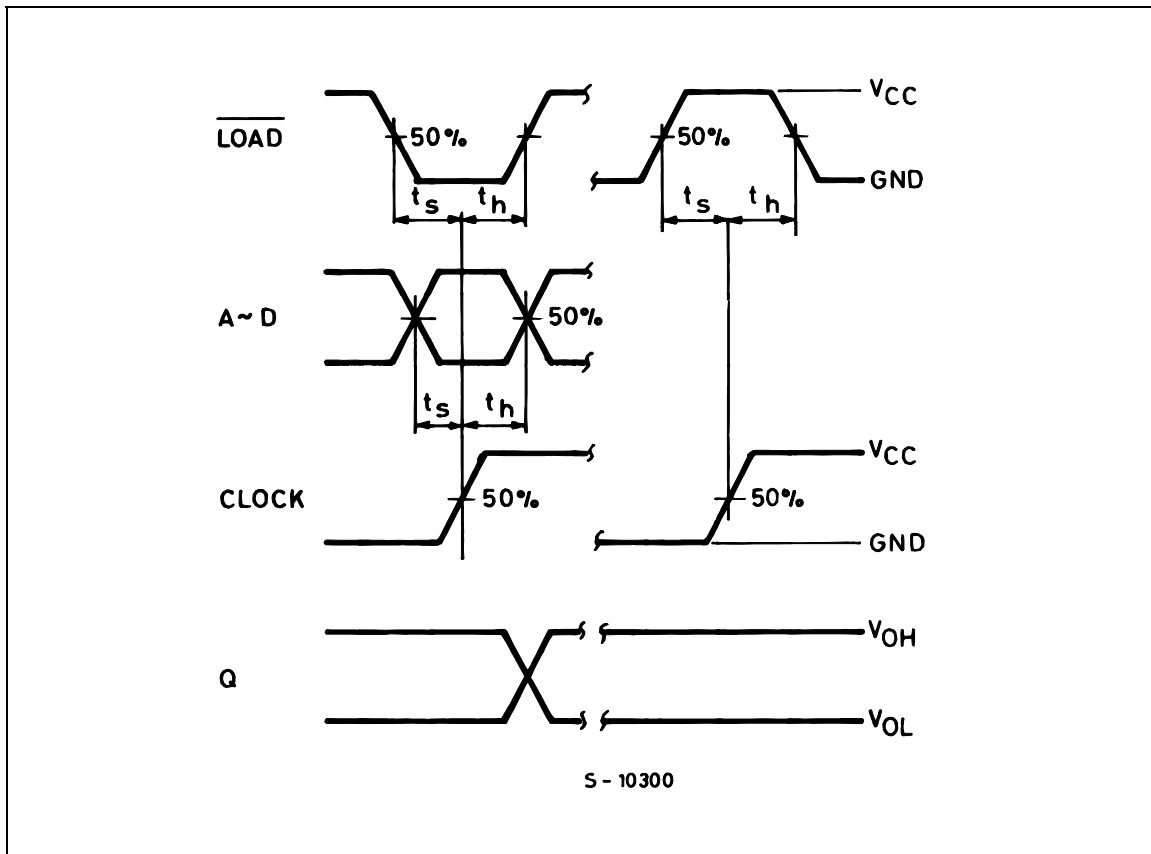 VCC
LOAD
50%
50%
GND
ts
th
ts
th
A~D
50%
ts
th
VCC
CLOCK
50%
50%
GND
VOH
Q
VOL
S-10300